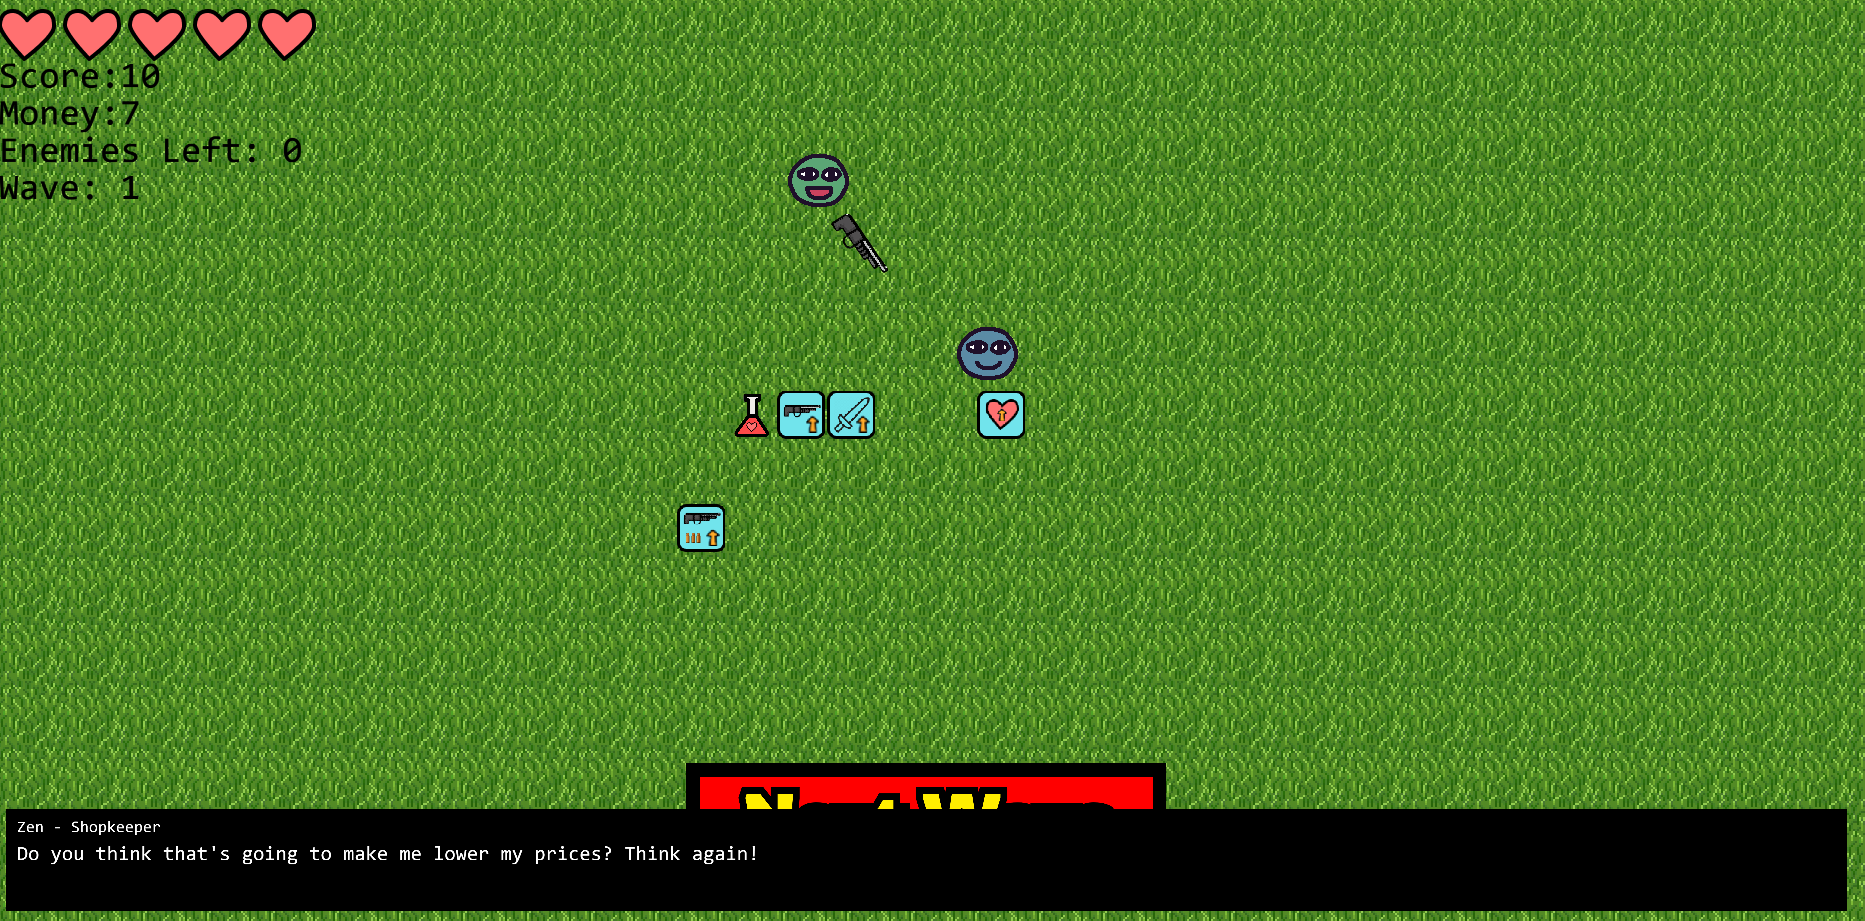 Score:10
Money:7
Enemies Left: 0
Wave: 1
Zen - Shopkeeper
Do you think that's going to make me lower my prices? Think again!